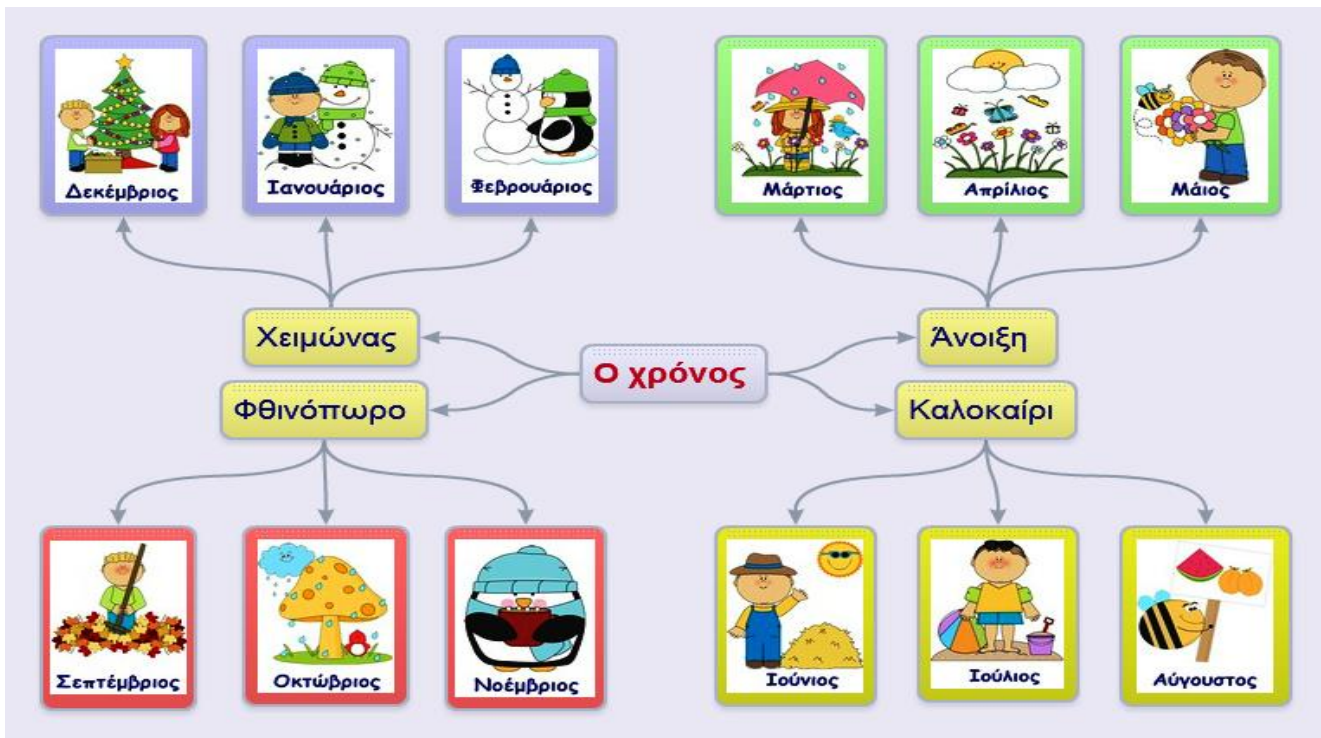 Δεκέμβριος
Ιανουάριος
Φεβρουάριος
Μάρτιος
Απρίλιος
Μάιος
Χειμώνας
Άνοιξη
Ο χρόνος
Φθινόπωρο
Καλοκαίρι
Σεπτέμβριος
Οκτώβριος
Νοέμβριος
Ιούνιος
Ιούλιος
Αύγουστος